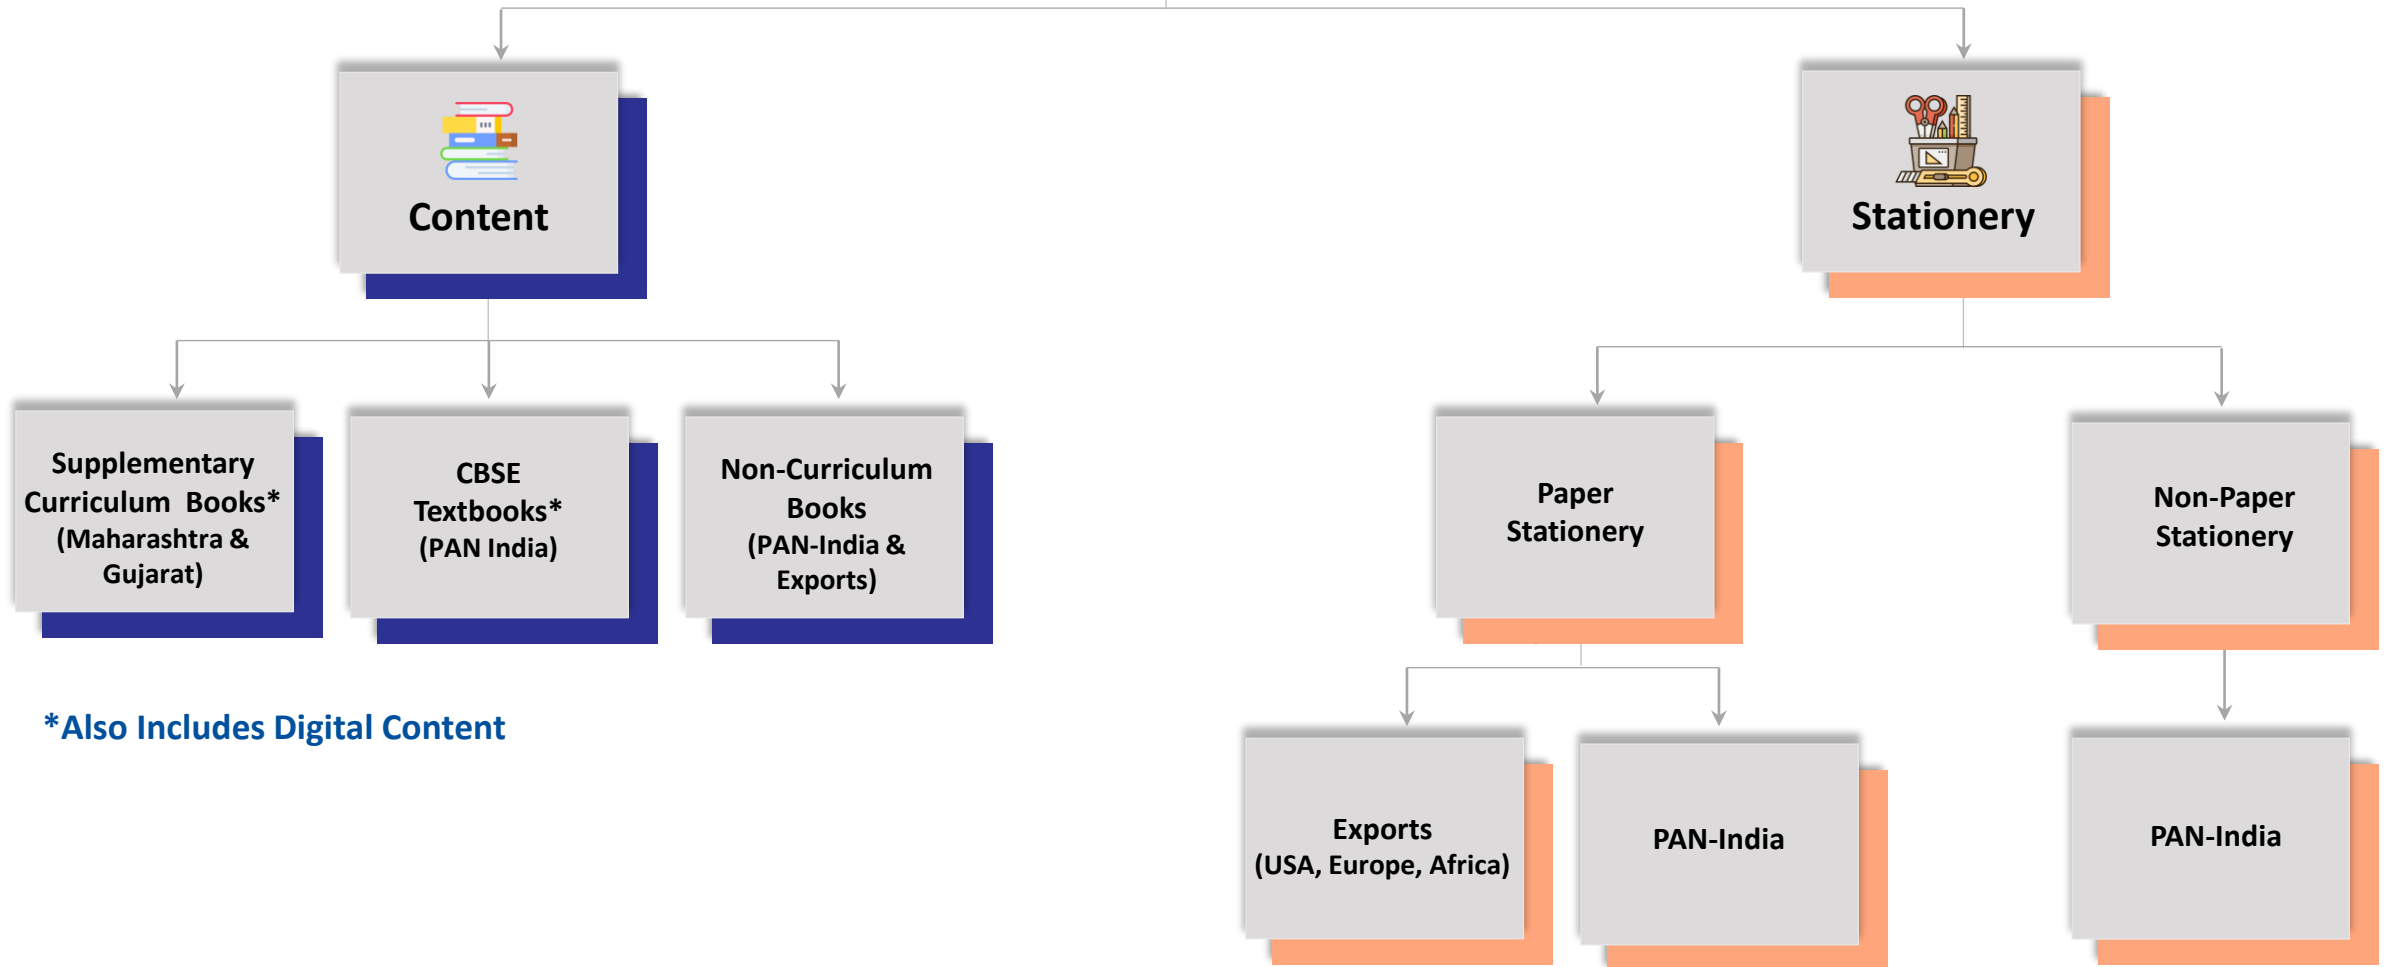 Content
Stationery
Supplementary
Curriculum Books*
(Maharashtra &
Gujarat)
CBSE
Textbooks*
(PAN India)
Non-Curriculum
Books
(PAN-India &
Exports)
Paper
Stationery
Non-Paper
Stationery
*Also Includes Digital Content
Exports
(USA, Europe, Africa)
PAN-India
PAN-India